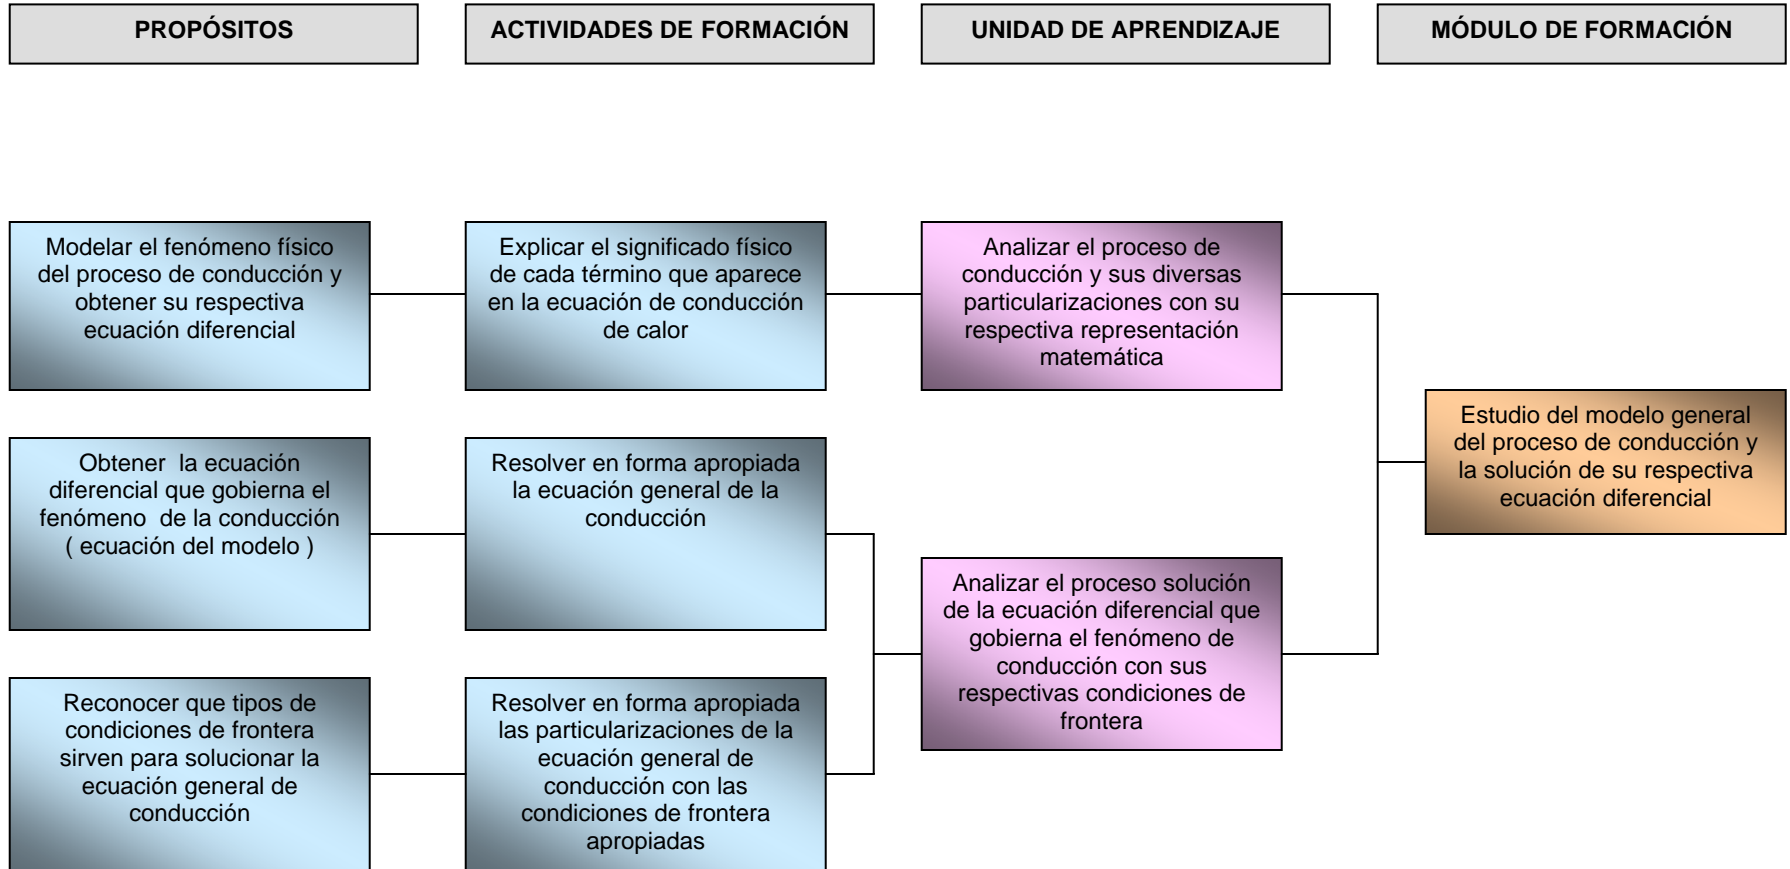 PROPÓSITOS
ACTIVIDADES DE FORMACIÓN
UNIDAD DE APRENDIZAJE
MÓDULO DE FORMACIÓN
Modelar el fenómeno físico
del proceso de conducción y
obtener su respectiva
ecuación diferencial
Explicar el significado físico
de cada término que aparece
en la ecuación de conducción
de calor
Analizar el proceso de
conducción y sus diversas
particularizaciones con su
respectiva representación
matemática
Estudio del modelo general
del proceso de conducción y
la solución de su respectiva
ecuación diferencial
Obtener la ecuación
diferencial que gobierna el
fenómeno de la conducción
( ecuación del modelo )
Resolver en forma apropiada
la ecuación general de la
conducción
Analizar el proceso solución
de la ecuación diferencial que
gobierna el fenómeno de
conducción con sus
respectivas condiciones de
frontera
Reconocer que tipos de
condiciones de frontera
sirven para solucionar la
ecuación general de
conducción
Resolver en forma apropiada
las particularizaciones de la
ecuación general de
conducción con las
condiciones de frontera
apropiadas